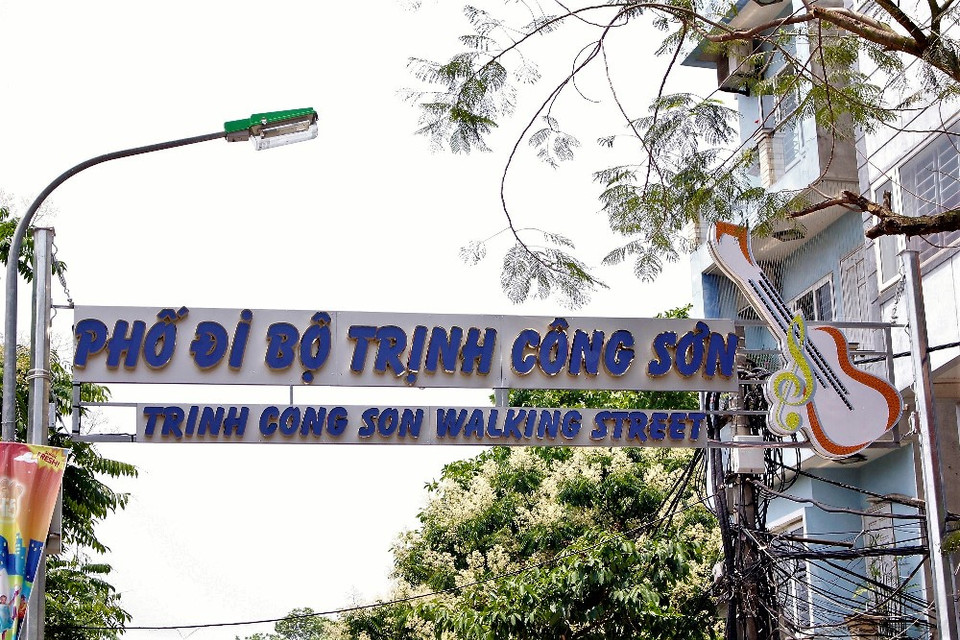 PHỐ ĐI BỘ TRỊNH CÔNG SƠN
TRINH CONG SON WALKING STREET